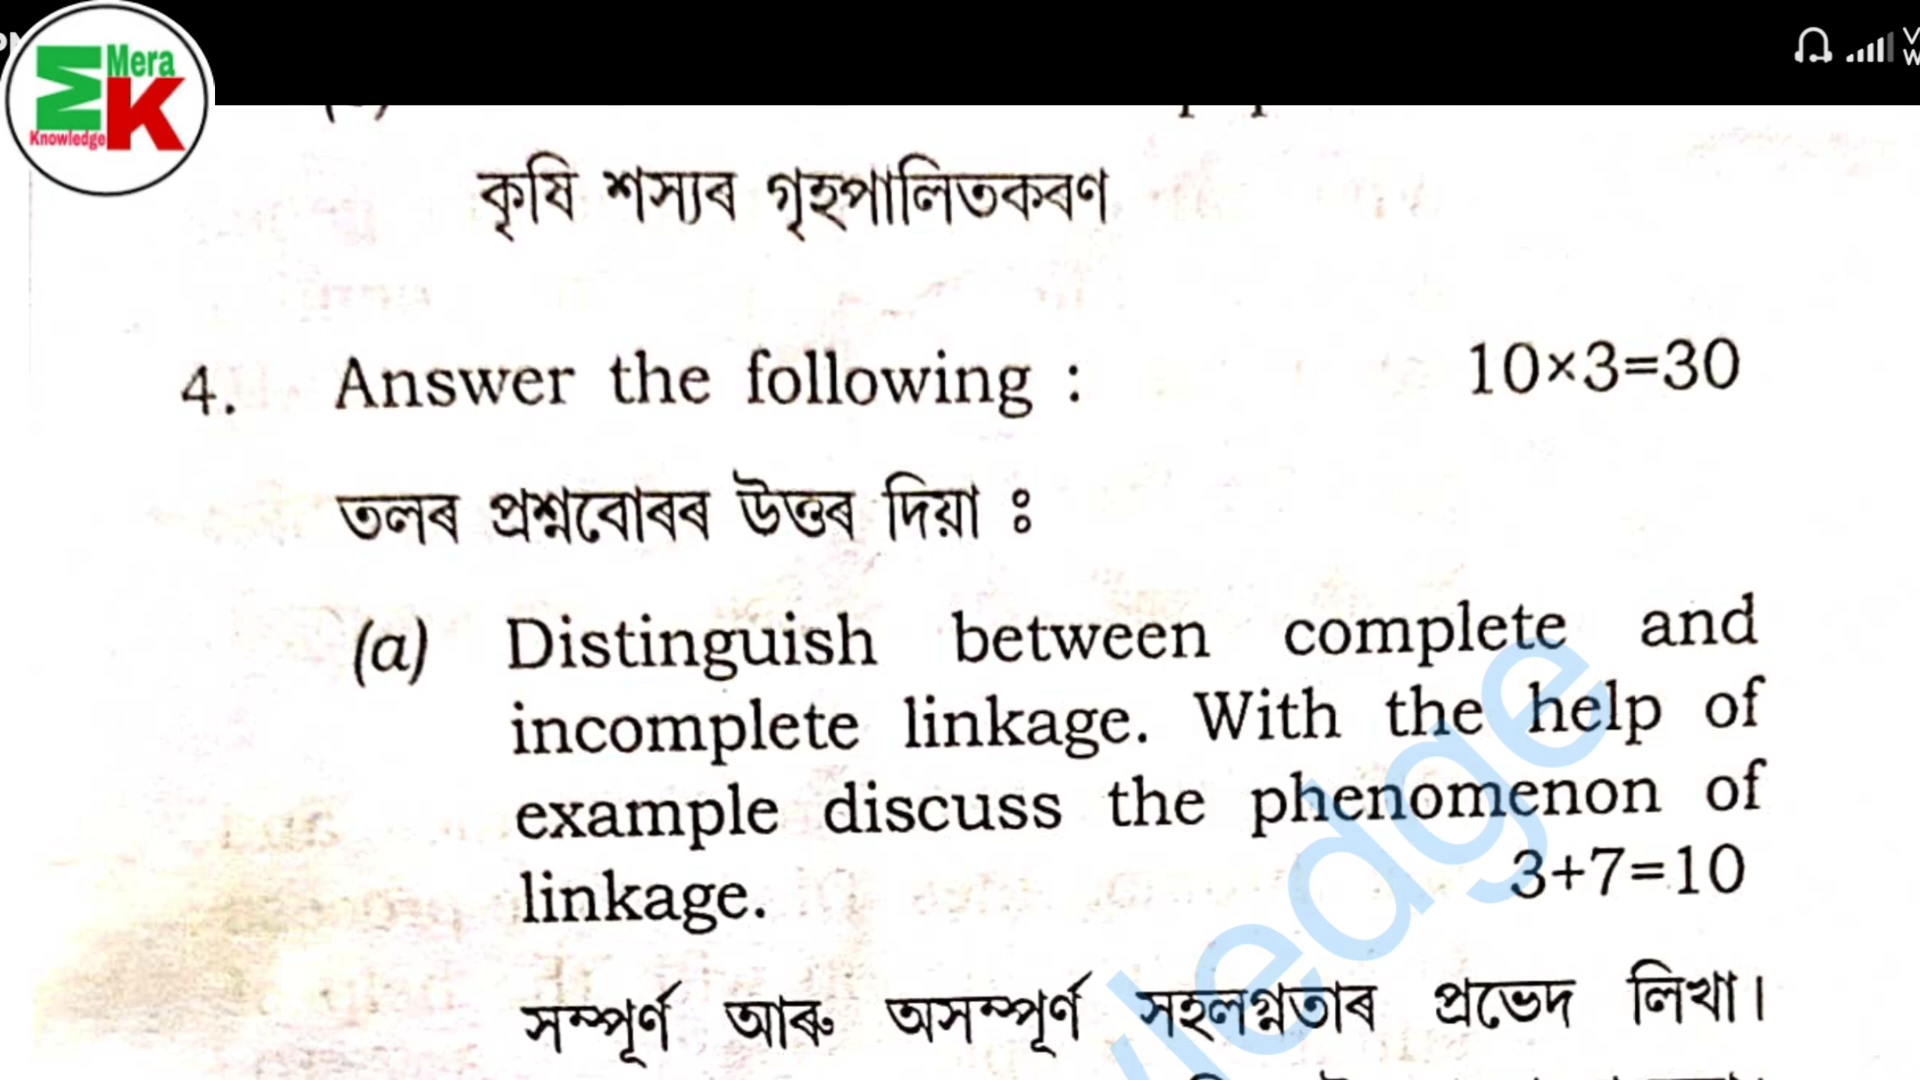 Mera
Knowledge
কৃষি শস্যৰ গৃহপালিতকৰণ
4. Answer the following : 10×3=30
তলৰ প্ৰশ্নবোৰৰ উত্তৰ দিয়া ঃ
(a) Distinguish between complete and
incomplete linkage. With the help of
example discuss the phenomenon of
linkage. 3+7=10
সম্পূৰ্ণ আৰু অসম্পূৰ্ণ সহলগ্নতাৰ প্ৰভেদ লিখা।